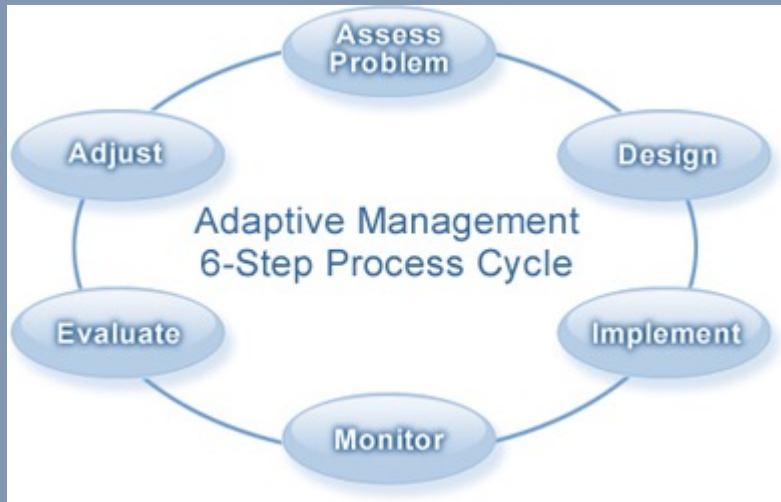 Assess
Problem
Adjust
Design
Adaptive Management
6-Step Process Cycle
Evaluate
Implement
Monitor